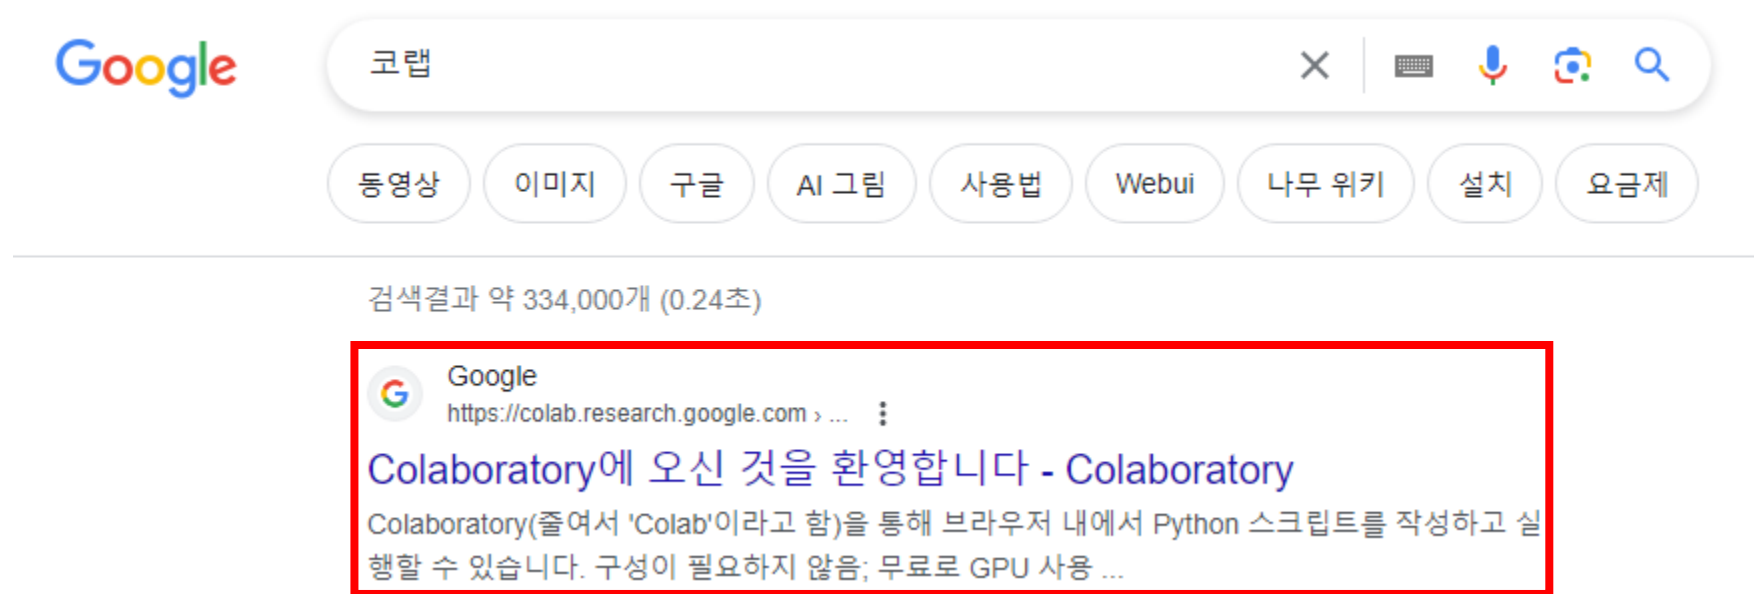 Google
코랩
동영상
이미지
구글
AI 그림
사용법
Webui
나무 위키
설치
요금제
검색결과 약 334,000개 (0.24초)
Google
https://colab.research.google.com › ...
Colaboratory에 오신 것을 환영합니다 - Colaboratory
Colaboratory(줄여서 'Colab'이라고 함)을 통해 브라우저 내에서 Python 스크립트를 작성하고 실
행할 수 있습니다. 구성이 필요하지 않음; 무료로 GPU 사용 ...